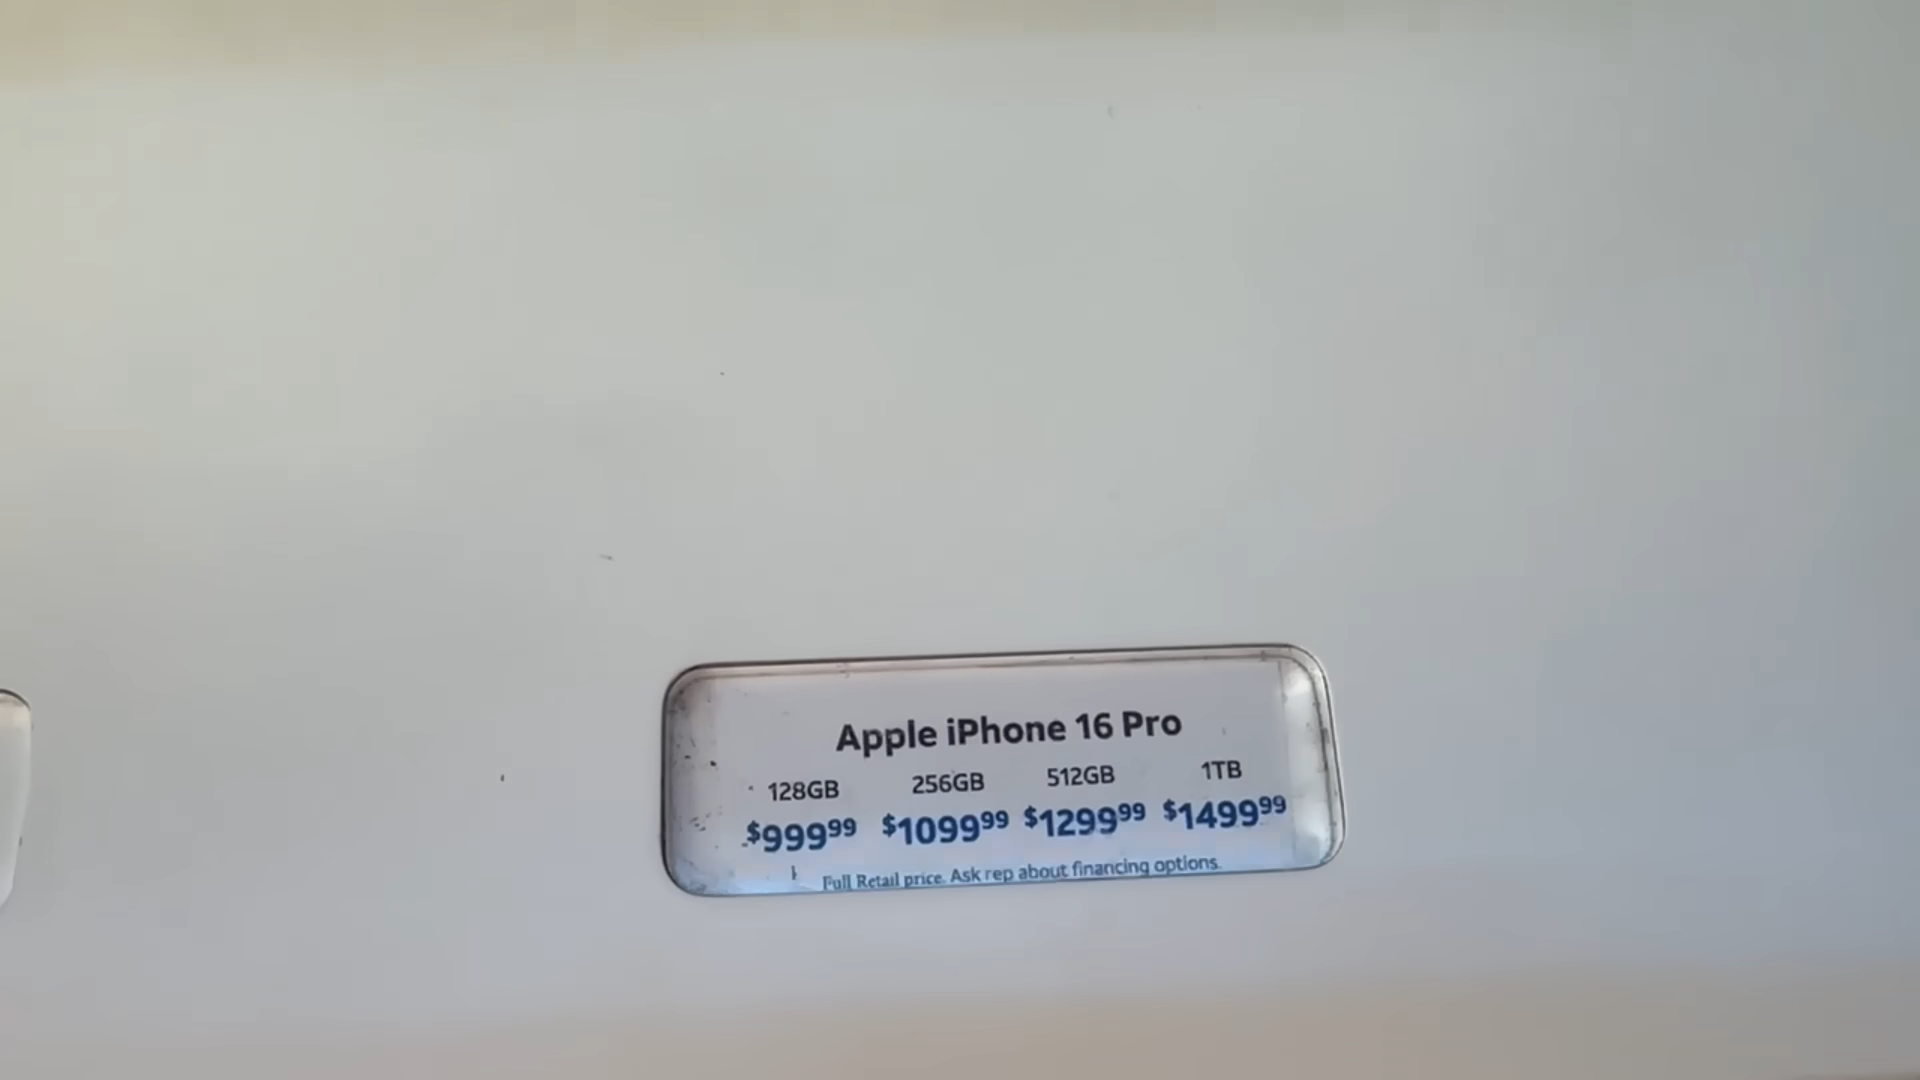 Apple iPhone 16 Pro
128GB 256GB 512GB 1TB
$999⁹⁹ $1099⁹⁹ $1299⁹⁹ $1499⁹⁹
Full Retail price. Ask rep about financing options.